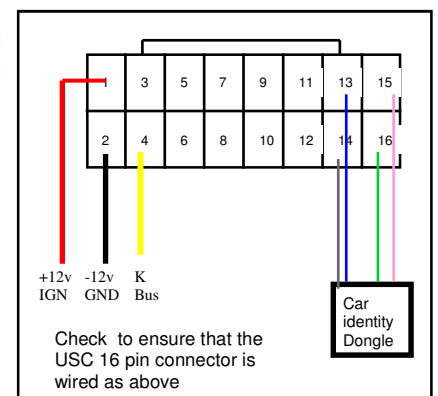 1 3 5 7 9 11 13 15
2 4 6 8 10 12 14 16
+12v -12v K
IGN GND Bus
Car
identity
Dongle
Check to ensure that the
USC 16 pin connector is
wired as above